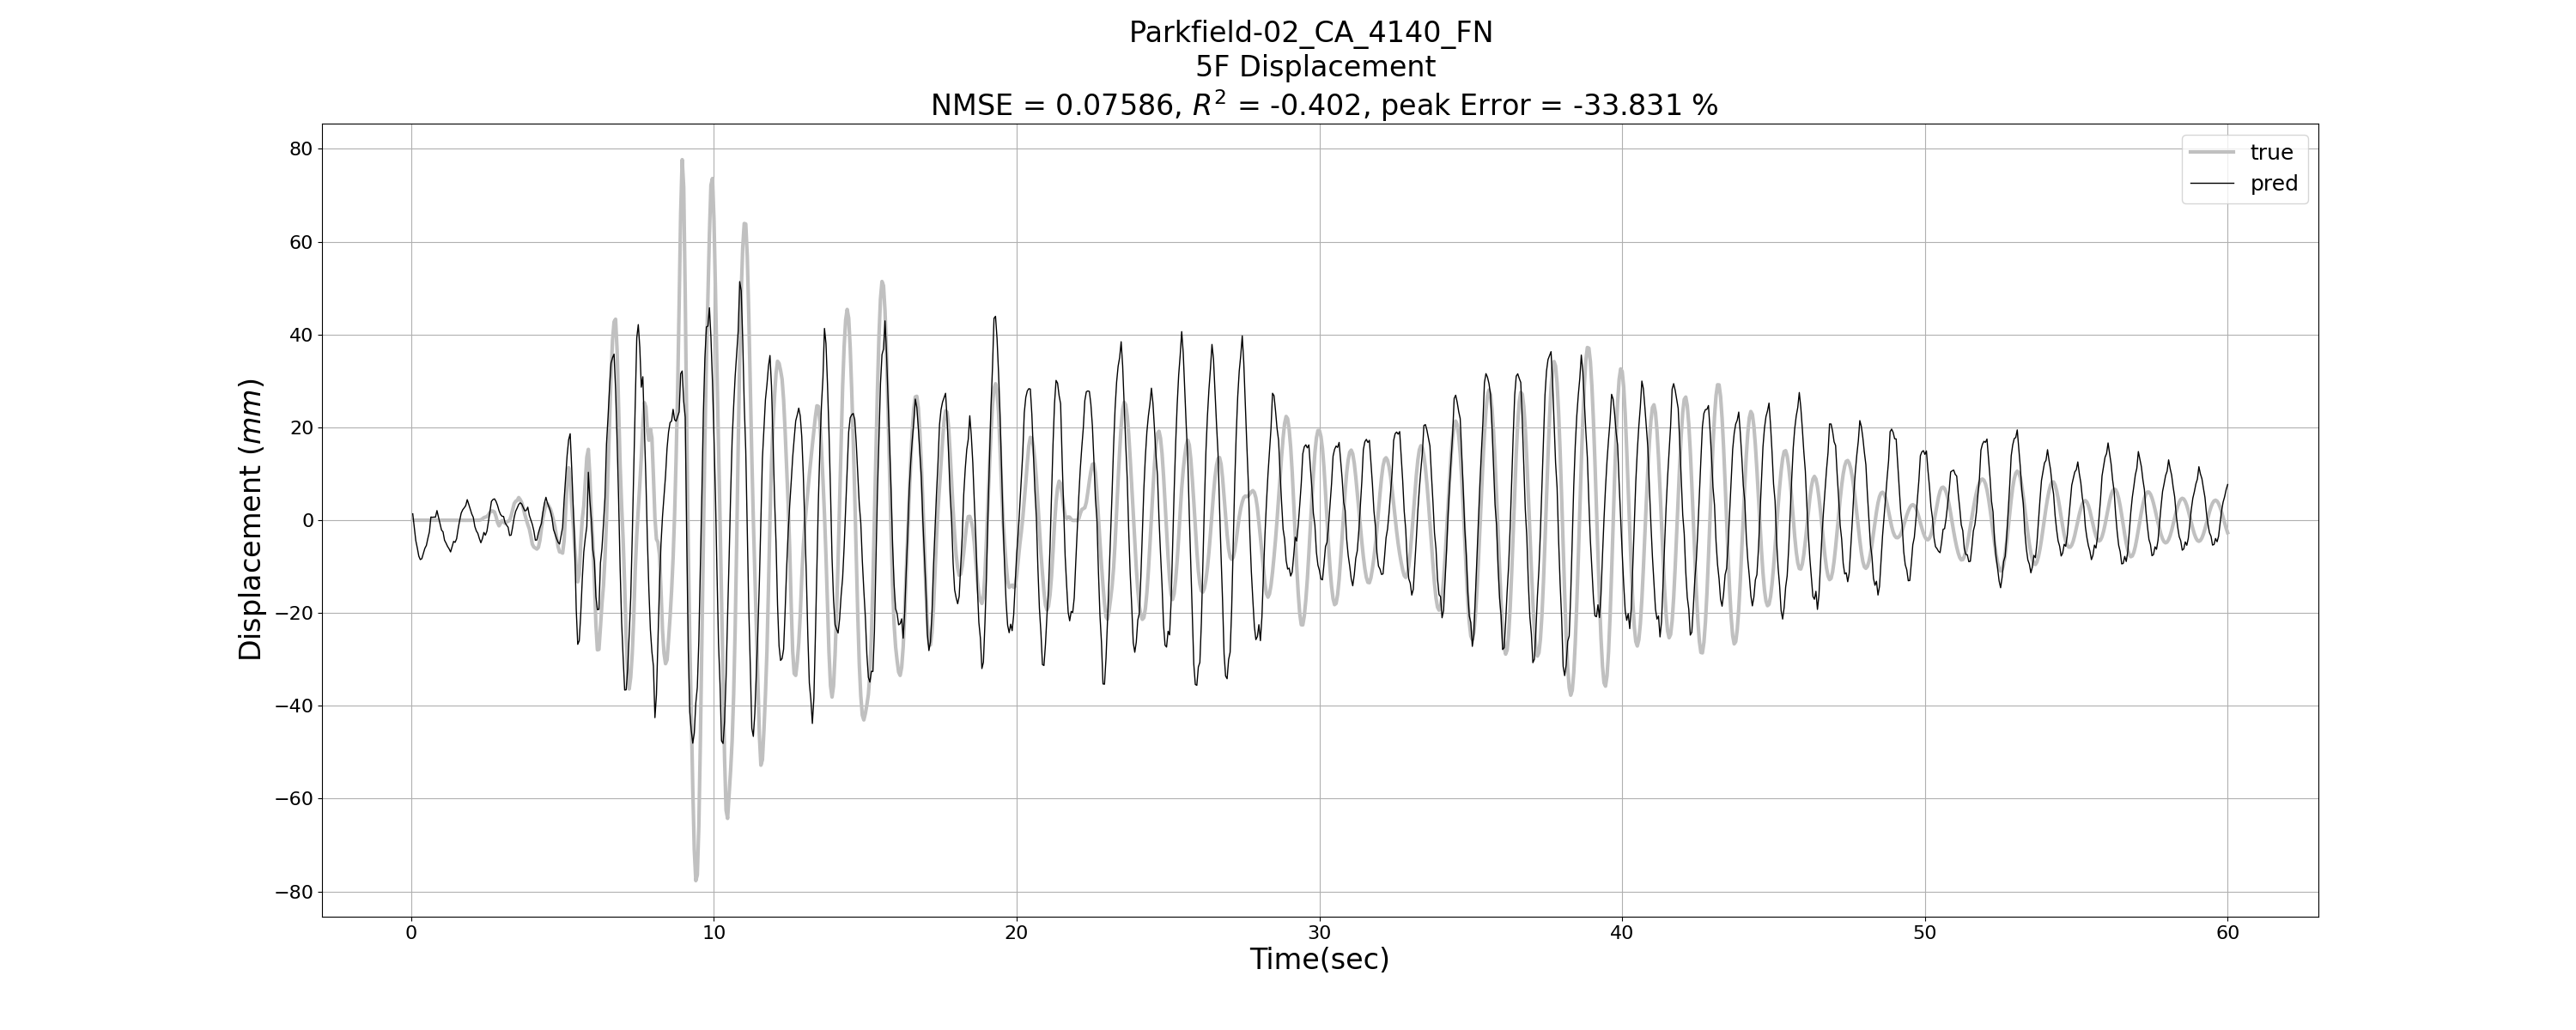 Parkfield-02_CA_4140_FN
5F Displacement
NMSE = 0.07586, R² = -0.402, peak Error = -33.831 %
true
pred
80
60
40
20
0
−20
−40
−60
−80
Displacement (mm)
0 10 20 30 40 50 60
Time(sec)